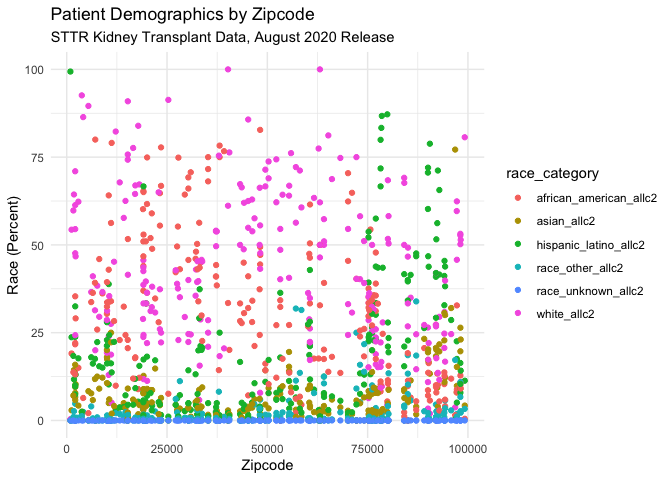 Patient Demographics by Zipcode
STTR Kidney Transplant Data, August 2020 Release
100
75
50
25
0
Race (Percent)
0
25000
50000
75000
100000
Zipcode
race_category
african_american_allc2
asian_allc2
hispanic_latino_allc2
race_other_allc2
race_unknown_allc2
white_allc2